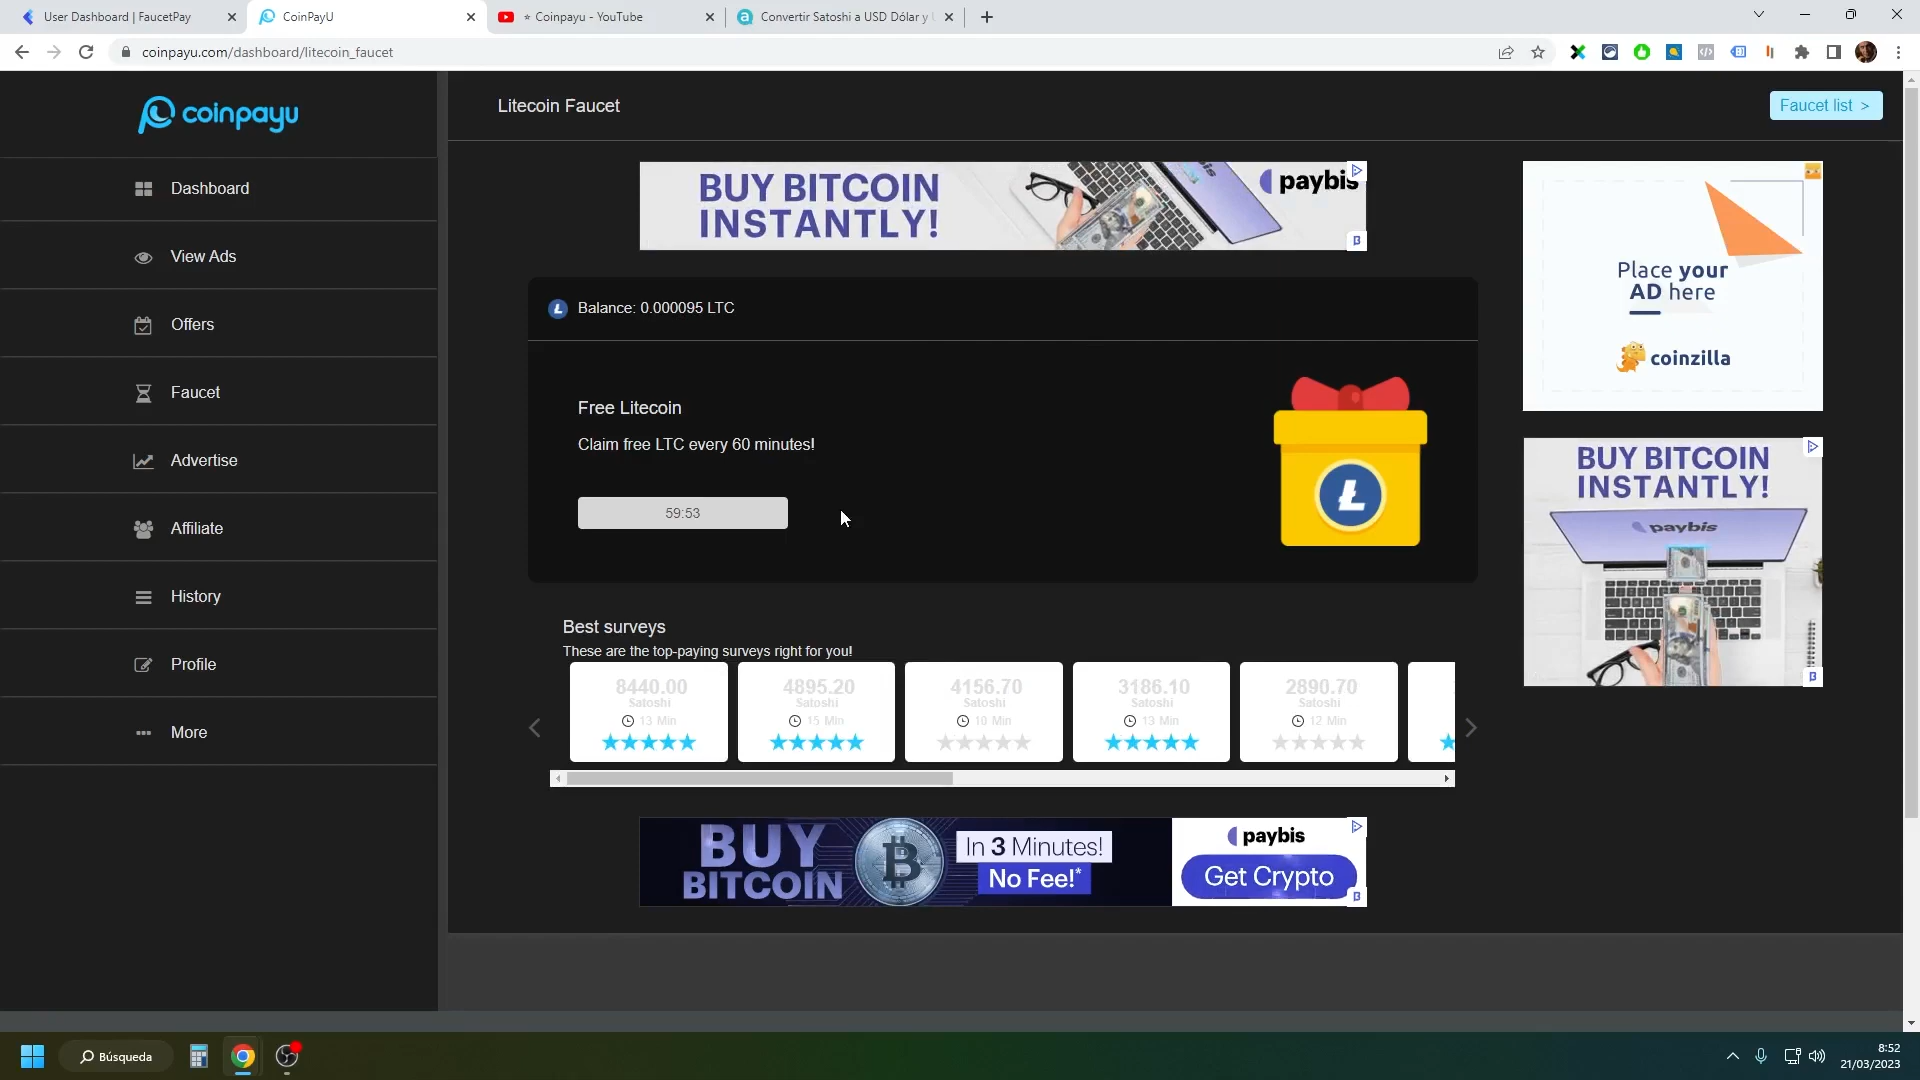 User Dashboard | FaucetPay
CoinPayU
⭐ Coinpayu - YouTube
Convertir Satoshi a USD Dólar y
coinpayu.com/dashboard/litecoin_faucet
coinpayu
Litecoin Faucet
Faucet list >
Dashboard
View Ads
Offers
Faucet
Advertise
Affiliate
History
Profile
More
BUY BITCOIN
INSTANTLY!
paybis
Balance: 0.000095 LTC
Free Litecoin
Claim free LTC every 60 minutes!
59:53
Place your
AD here
coinzilla
BUY BITCOIN
INSTANTLY!
paybis
Best surveys
These are the top-paying surveys right for you!
8440.00
Satoshi
13 Min
4895.20
Satoshi
15 Min
4156.70
Satoshi
10 Min
3186.10
Satoshi
13 Min
2890.70
Satoshi
12 Min
BUY
BITCOIN
In 3 Minutes!
No Fee!*
paybis
Get Crypto
Búsqueda
8:52
21/03/2023